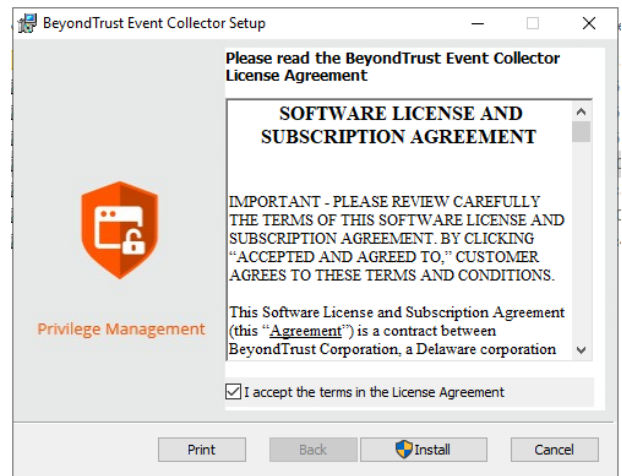 BeyondTrust Event Collector Setup
Please read the BeyondTrust Event Collector
License Agreement
SOFTWARE LICENSE AND
SUBSCRIPTION AGREEMENT
IMPORTANT - PLEASE REVIEW CAREFULLY
THE TERMS OF THIS SOFTWARE LICENSE AND
SUBSCRIPTION AGREEMENT. BY CLICKING
“ACCEPTED AND AGREED TO,” CUSTOMER
AGREES TO THESE TERMS AND CONDITIONS.
This Software License and Subscription Agreement
(this “Agreement”) is a contract between
BeyondTrust Corporation, a Delaware corporation
Privilege Management
I accept the terms in the License Agreement
Print Back Install Cancel